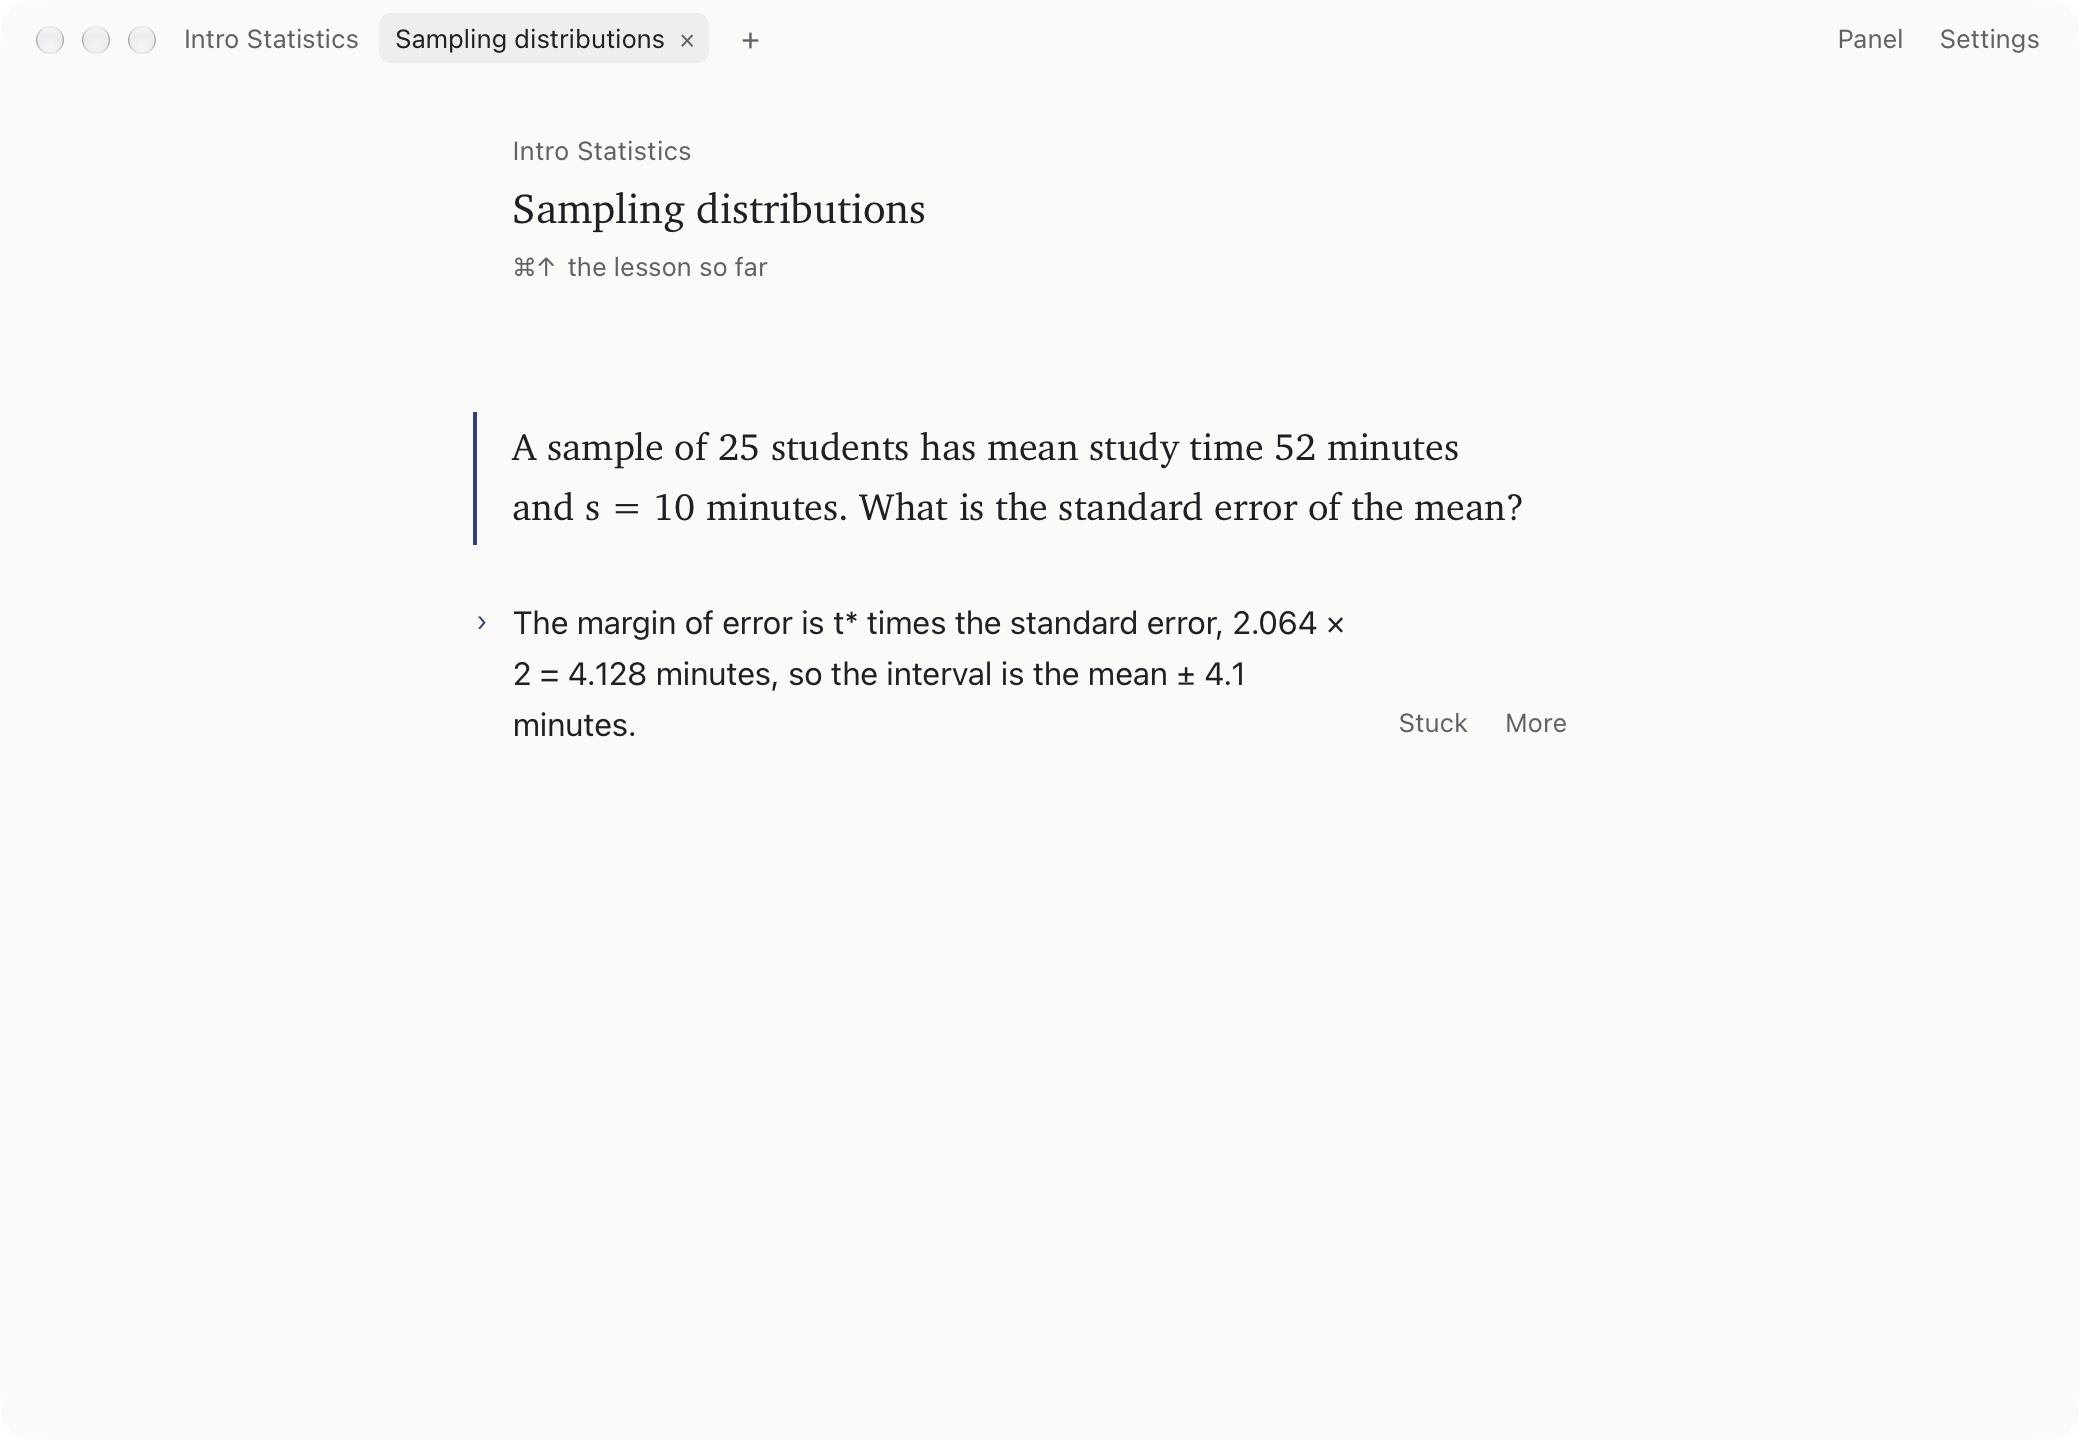 Intro Statistics
Sampling distributions ×
+
Panel
Settings
Intro Statistics
Sampling distributions
⌘↑ the lesson so far
A sample of 25 students has mean study time 52 minutes
and s = 10 minutes. What is the standard error of the mean?
› The margin of error is t* times the standard error, 2.064 ×
2 = 4.128 minutes, so the interval is the mean ± 4.1
minutes.
Stuck
More